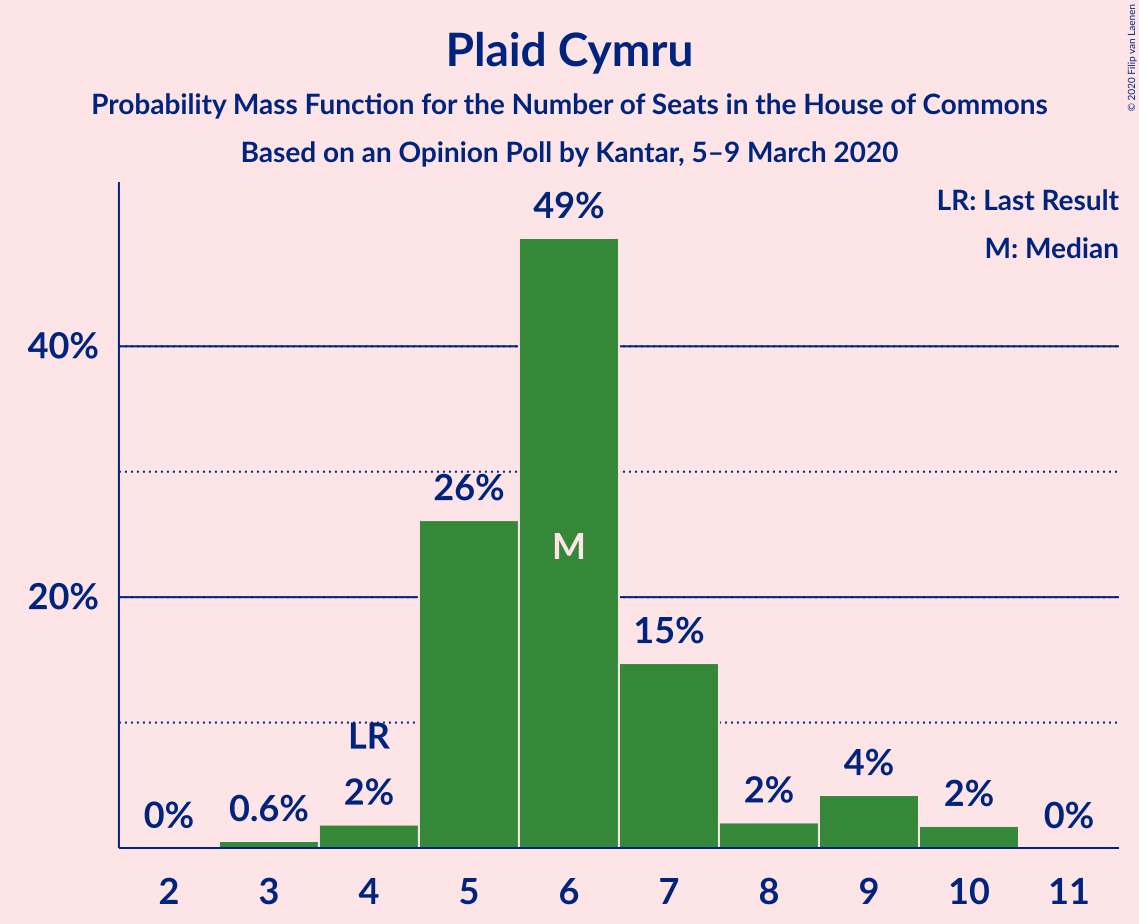 Plaid Cymru
Probability Mass Function for the Number of Seats in the House of Commons
Based on an Opinion Poll by Kantar, 5–9 March 2020
© 2020 Filip van Laenen
LR: Last Result
M: Median
49%
40%
26%
M
20%
15%
LR
0%
0.6%
2%
2%
4%
2%
0%
2 3 4 5 6 7 8 9 10 11